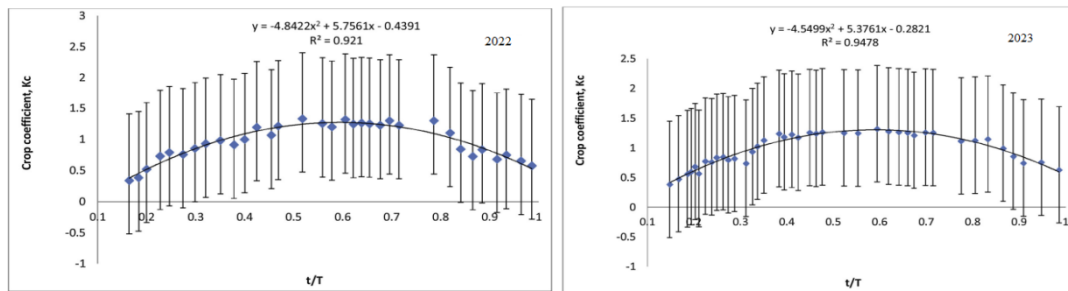 y = -4.8422x² + 5.7561x - 0.4391
R² = 0.921
2022
Crop coefficient, Kc
3
2.5
2
1.5
1
0.5
0
-0.5
-1
0.1 0.2 0.3 0.4 0.5 0.6 0.7 0.8 0.9 1
t/T
y = -4.5499x² + 5.3761x - 0.2821
R² = 0.9478
2023
Crop coefficient, Kc
3
2.5
2
1.5
1
0.5
0
-0.5
-1
0.1 0.2 0.3 0.4 0.5 0.6 0.7 0.8 0.9 1
t/T